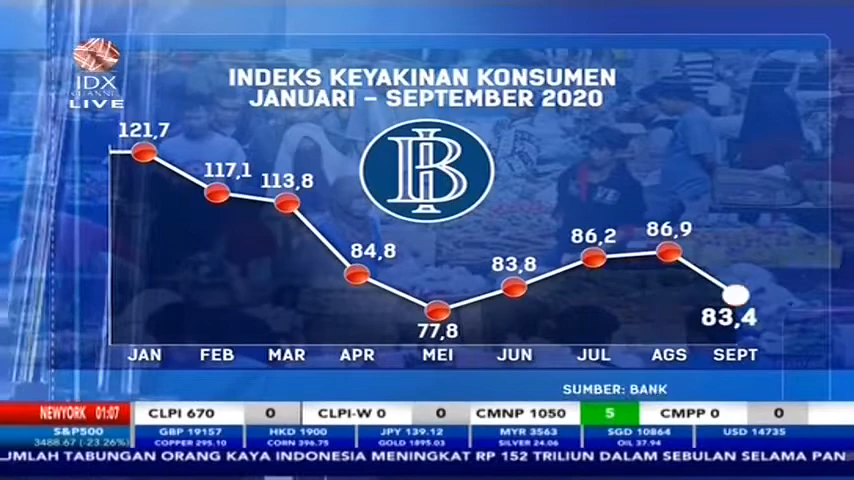 IDX
CHANNEL
LIVE
INDEKS KEYAKINAN KONSUMEN
JANUARI – SEPTEMBER 2020
121,7
117,1
113,8
84,8
77,8
83,8
86,2
86,9
83,4
JAN FEB MAR APR MEI JUN JUL AGS SEPT
SUMBER: BANK
NEWYORK 01:07 CLPI 670 0 CLPI-W 0 0 CMNP 1050 5 CMPP 0 0
S&P500 GBP 19157 HKD 1900 JPY 139.12 MYR 3563 SGD 10864 USD 14735
3488.67 (-23.26%) COPPER 295.10 CORN 396.75 GOLD 1895.03 SILVER 24.06 OIL 37.94
JMLAH TABUNGAN ORANG KAYA INDONESIA MENINGKAT RP 152 TRILIUN DALAM SEBULAN SELAMA PAN